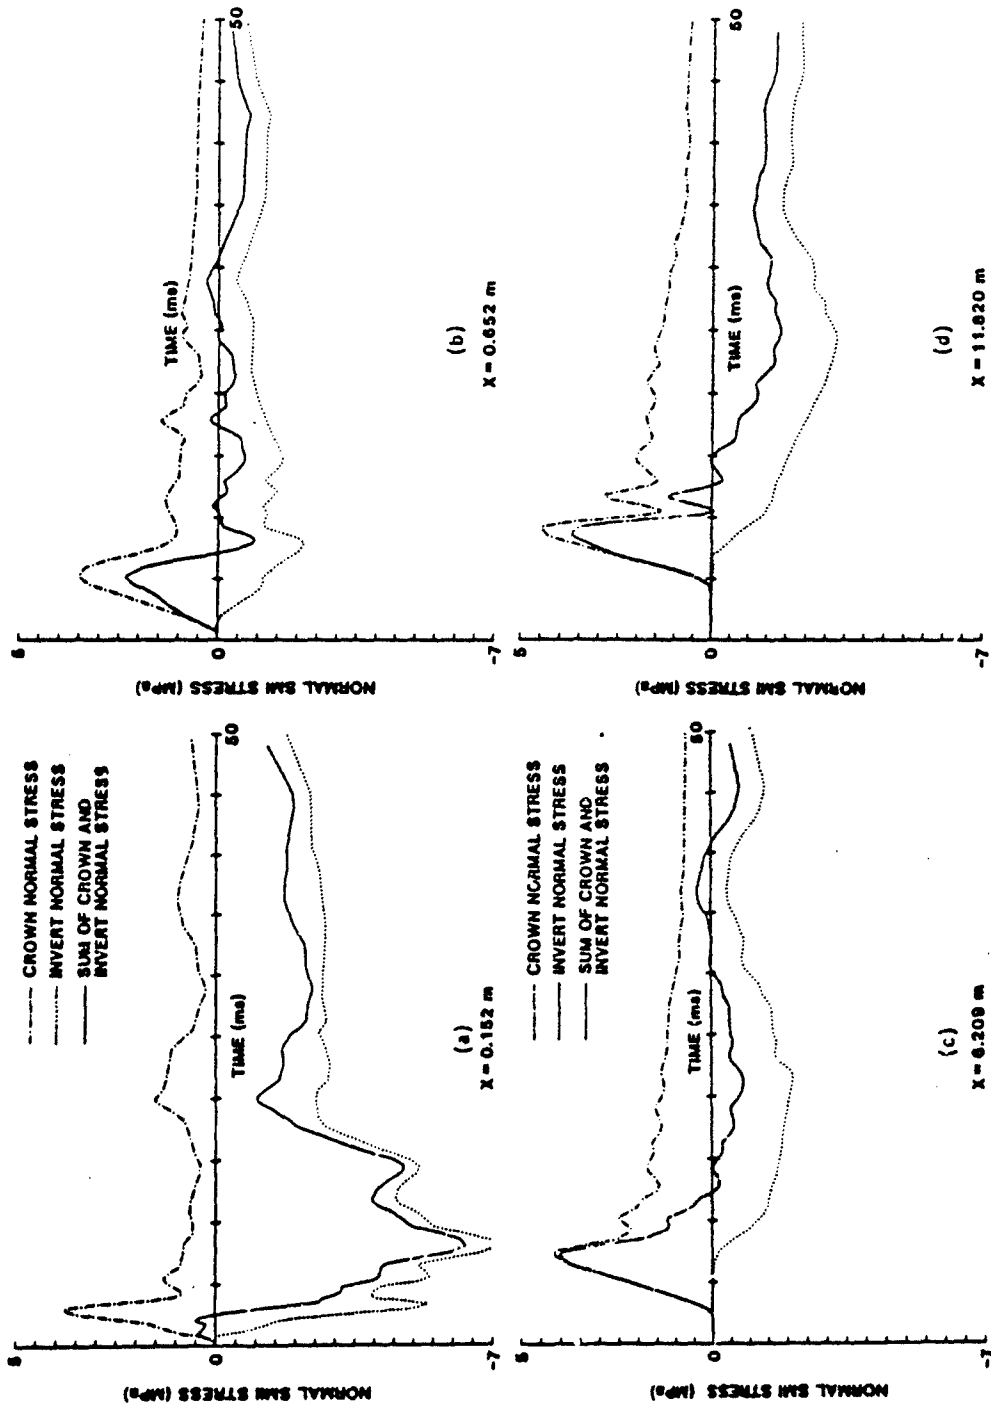 5
0
-7
NORMAL SMI STRESS (MPa)
TIME (ms)
50
CROWN NORMAL STRESS
INVERT NORMAL STRESS
SUM OF CROWN AND
INVERT NORMAL STRESS
(a)
X = 0.152 m
5
0
-7
NORMAL SMI STRESS (MPa)
TIME (ms)
50
(b)
X = 0.652 m
5
0
-7
NORMAL SMI STRESS (MPa)
TIME (ms)
50
CROWN NORMAL STRESS
INVERT NORMAL STRESS
SUM OF CROWN AND
INVERT NORMAL STRESS
(c)
X = 6.209 m
5
0
-7
NORMAL SMI STRESS (MPa)
TIME (ms)
50
(d)
X = 11.820 m